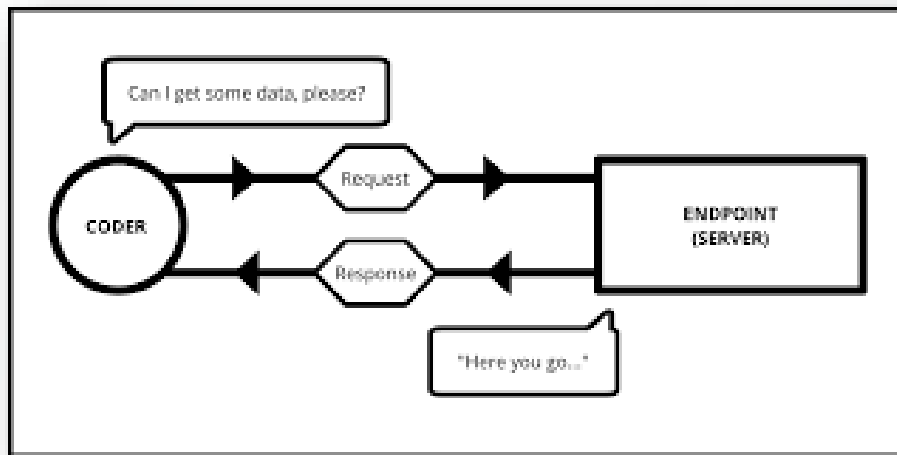 Can I get some data, please?
Request
CODER
ENDPOINT
(SERVER)
Response
"Here you go..."